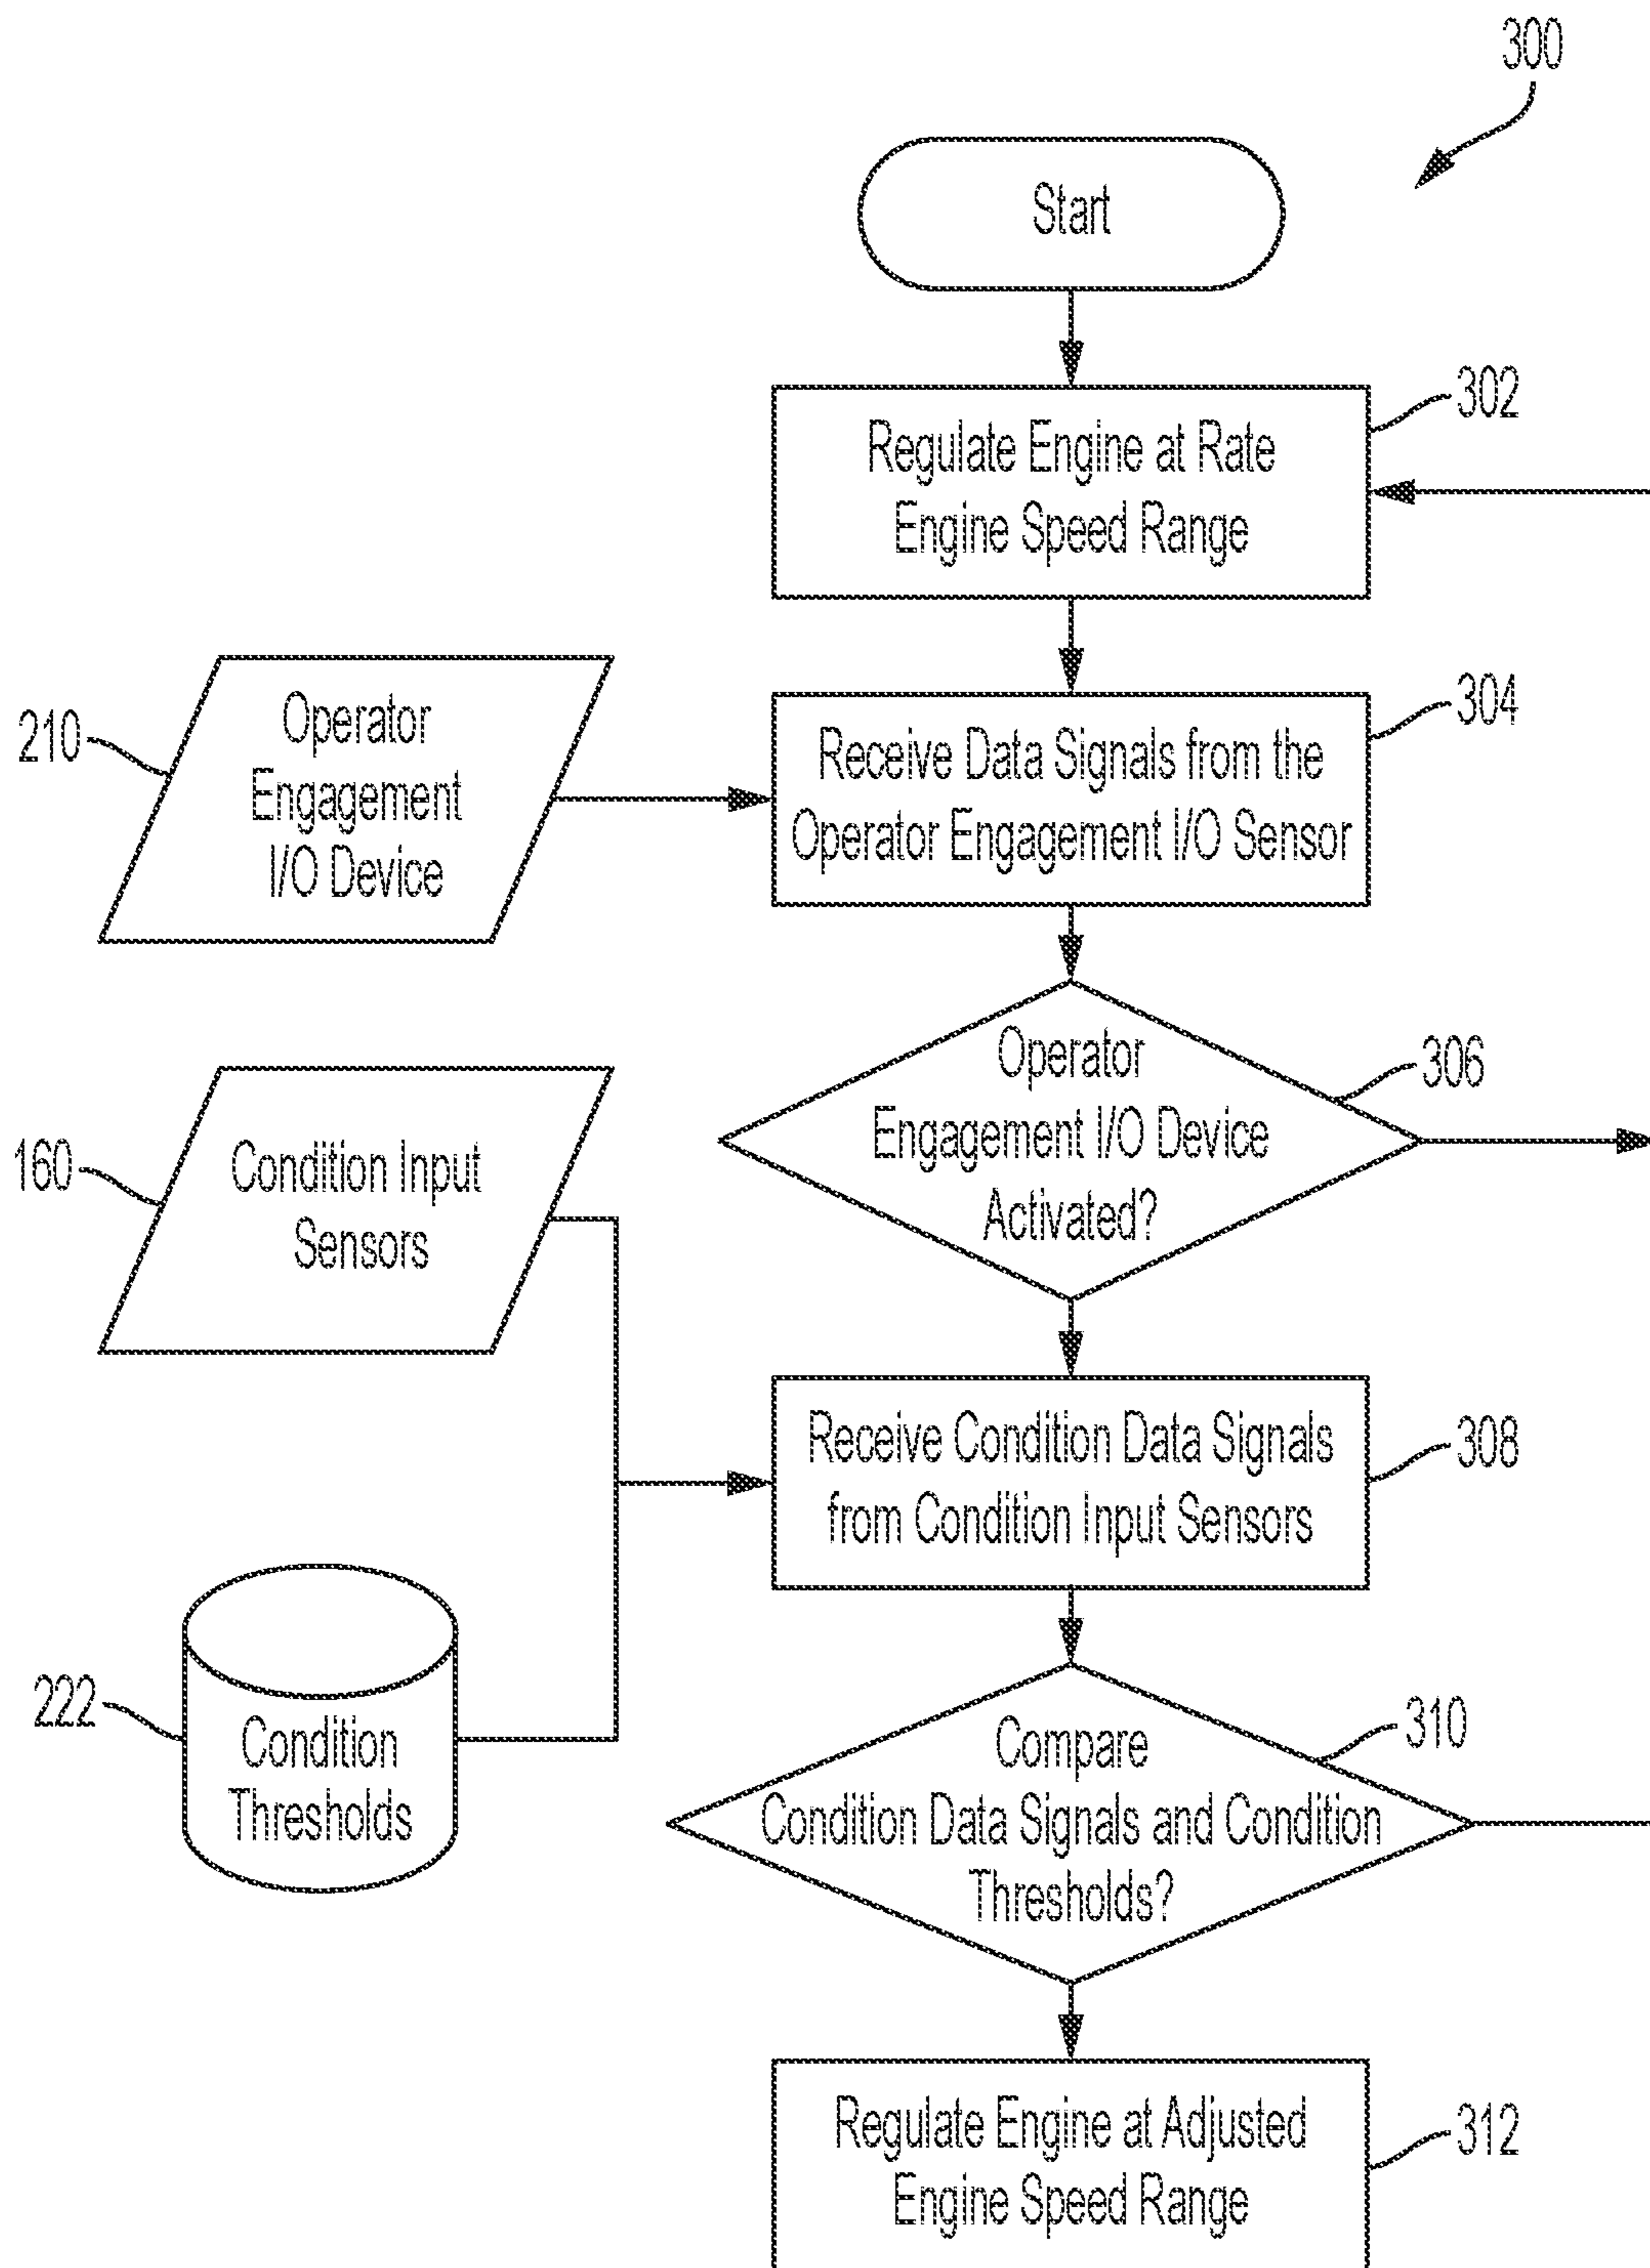 300
Start
302
Regulate Engine at Rate
Engine Speed Range
304
Receive Data Signals from the
Operator Engagement I/O Sensor
210
Operator
Engagement
I/O Device
306
Operator
Engagement I/O Device
Activated?
160
Condition Input
Sensors
308
Receive Condition Data Signals
from Condition Input Sensors
222
Condition
Thresholds
310
Compare
Condition Data Signals and Condition
Thresholds?
312
Regulate Engine at Adjusted
Engine Speed Range